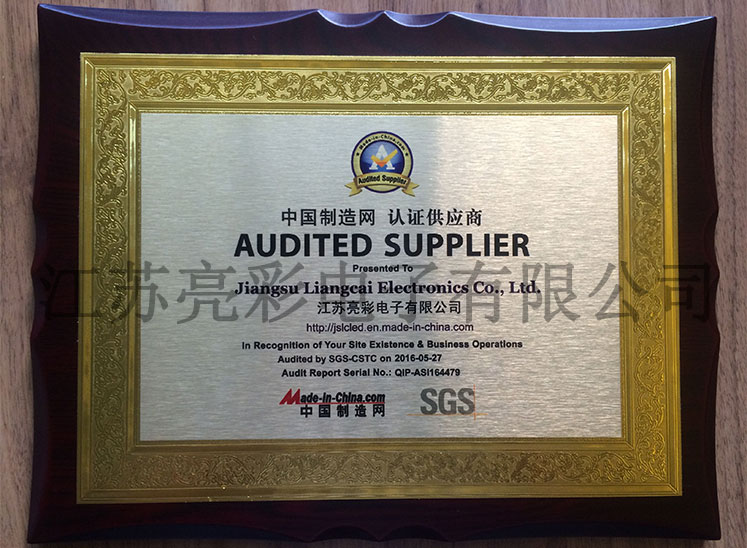 Made-in-China.com
Audited Supplier
中国制造网 认证供应商
AUDITED SUPPLIER
Presented To
江苏亮彩电子有限公司
Jiangsu Liangcai Electronics Co., Ltd.
江苏亮彩电子有限公司
http://jslcled.en.made-in-china.com
in Recognition of Your Site Existence & Business Operations
Audited by SGS-CSTC on 2016-05-27
Audit Report Serial No.: QIP-ASI164479
Made-in-China.com
中国制造网
SGS